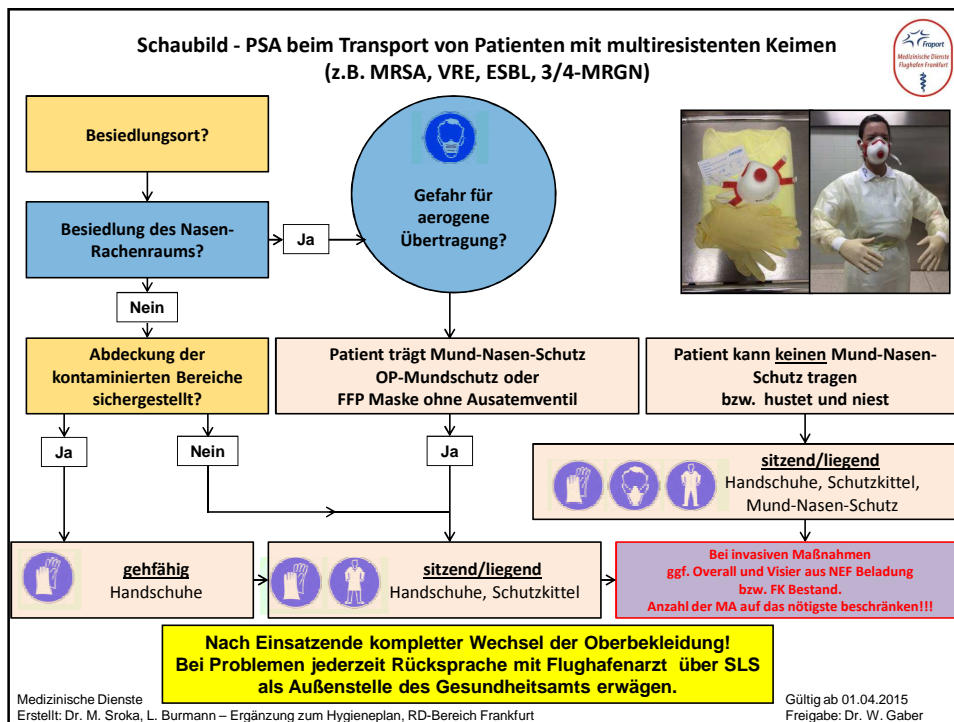 Schaubild - PSA beim Transport von Patienten mit multiresistenten Keimen
(z.B. MRSA, VRE, ESBL, 3/4-MRGN)
Fraport
Medizinische Dienste
Flughafen Frankfurt
Besiedlungsort?
Gefahr für
aerogene
Übertragung?
Besiedlung des Nasen-
Rachenraums?
Ja
Nein
Abdeckung der
kontaminierten Bereiche
sichergestellt?
Patient trägt Mund-Nasen-Schutz
OP-Mundschutz oder
FFP Maske ohne Ausatemventil
Patient kann keinen Mund-Nasen-
Schutz tragen
bzw. hustet und niest
Ja
Nein
Ja
sitzend/liegend
Handschuhe, Schutzkittel,
Mund-Nasen-Schutz
gehfähig
Handschuhe
sitzend/liegend
Handschuhe, Schutzkittel
Bei invasiven Maßnahmen
ggf. Overall und Visier aus NEF Beladung
bzw. FK Bestand.
Anzahl der MA auf das nötigste beschränken!!!
Nach Einsatzende kompletter Wechsel der Oberbekleidung!
Bei Problemen jederzeit Rücksprache mit Flughafenarzt über SLS
als Außenstelle des Gesundheitsamts erwägen.
Medizinische Dienste
Erstellt: Dr. M. Sroka, L. Burmann – Ergänzung zum Hygieneplan, RD-Bereich Frankfurt
Gültig ab 01.04.2015
Freigabe: Dr. W. Gaber